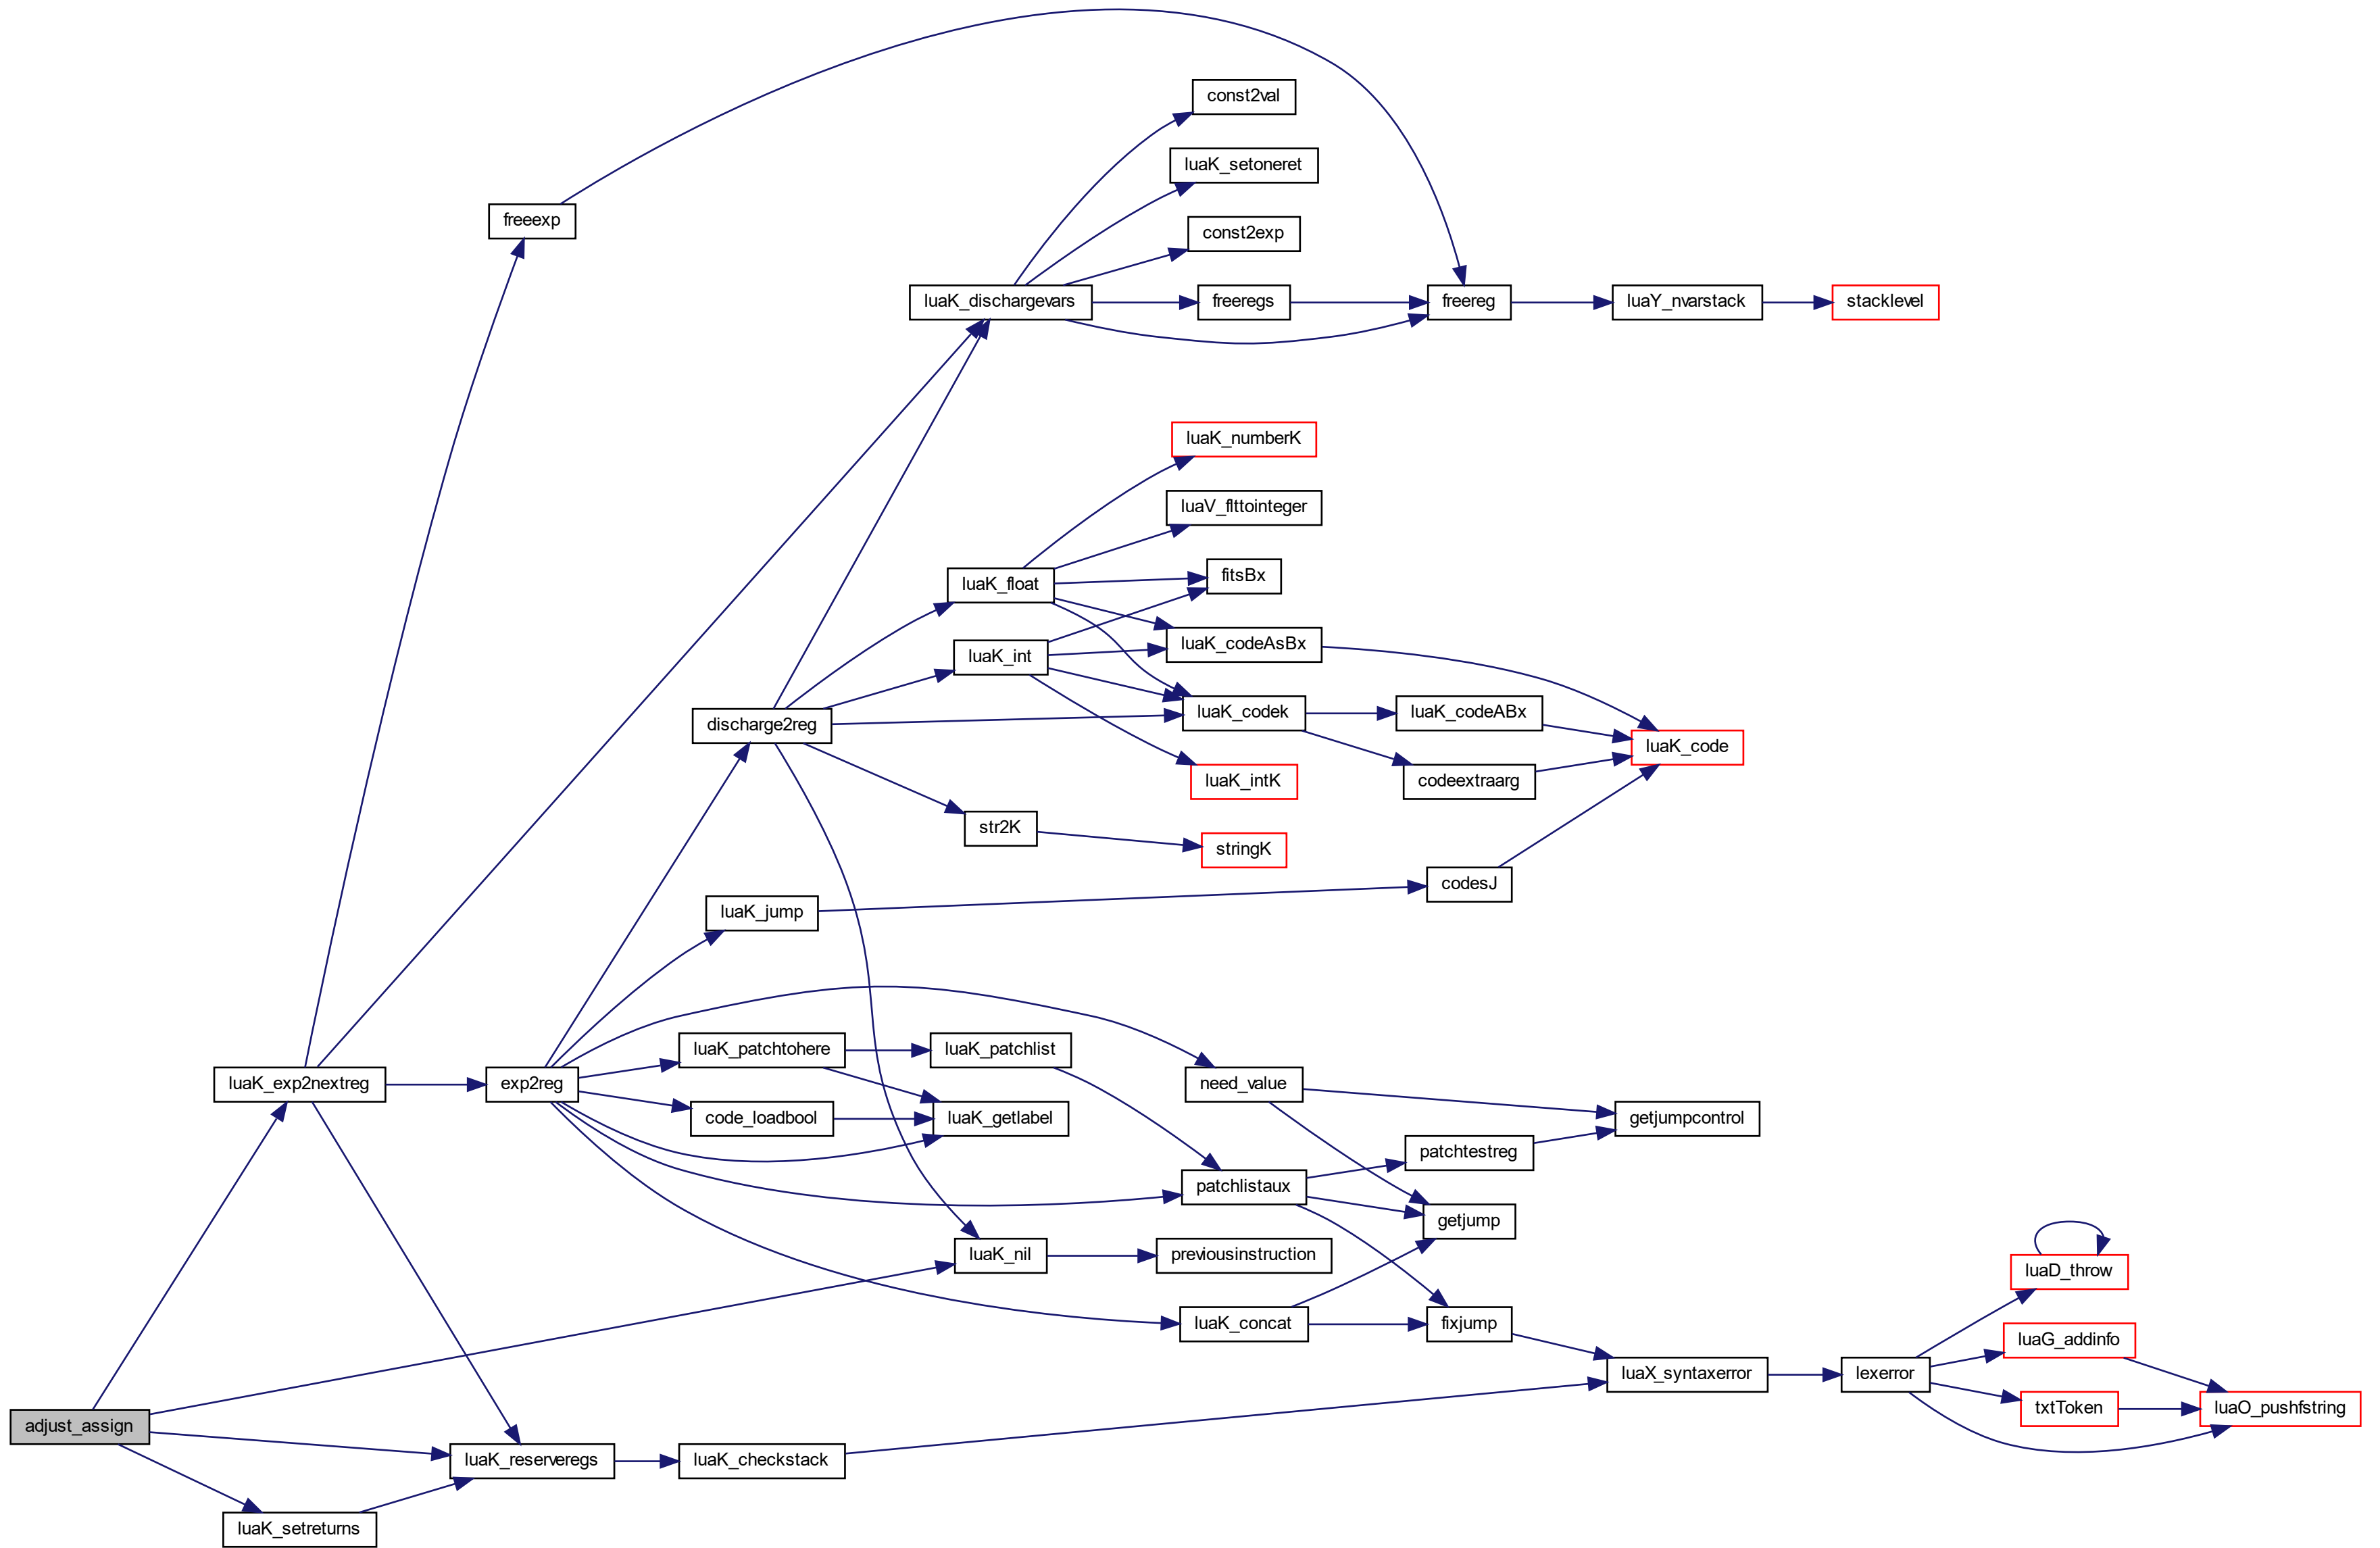 const2val
luaK_setoneret
freeexp
const2exp
luaK_dischargevars
freeregs
freereg
luaY_nvarstack
stacklevel
luaK_numberK
luaV_flttointeger
luaK_float
fitsBx
luaK_int
luaK_codeAsBx
discharge2reg
luaK_codek
luaK_codeABx
luaK_code
luaK_intK
codeextraarg
str2K
stringK
codesJ
luaK_jump
luaK_patchtohere
luaK_patchlist
luaK_exp2nextreg
exp2reg
need_value
code_loadbool
luaK_getlabel
getjumpcontrol
patchtestreg
patchlistaux
getjump
luaK_nil
previousinstruction
luaD_throw
luaK_concat
fixjump
luaG_addinfo
luaX_syntaxerror
lexerror
txtToken
luaO_pushfstring
adjust_assign
luaK_reserveregs
luaK_checkstack
luaK_setreturns